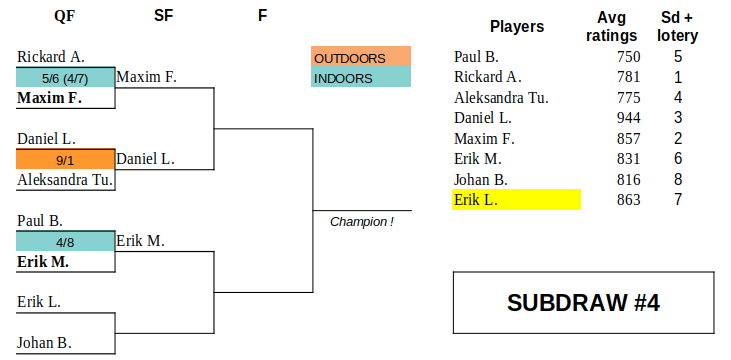 QF SF F
Rickard A.
5/6 (4/7) Maxim F.
Maxim F.
Daniel L.
9/1 Daniel L.
Aleksandra Tu.
Paul B.
4/8 Erik M.
Erik M.
Erik L.
Johan B.
OUTDOORS
INDOORS
Champion !
Players Avg ratings Sd + lotery
Paul B. 750 5
Rickard A. 781 1
Aleksandra Tu. 775 4
Daniel L. 944 3
Maxim F. 857 2
Erik M. 831 6
Johan B. 816 8
Erik L. 863 7
SUBDRAW #4